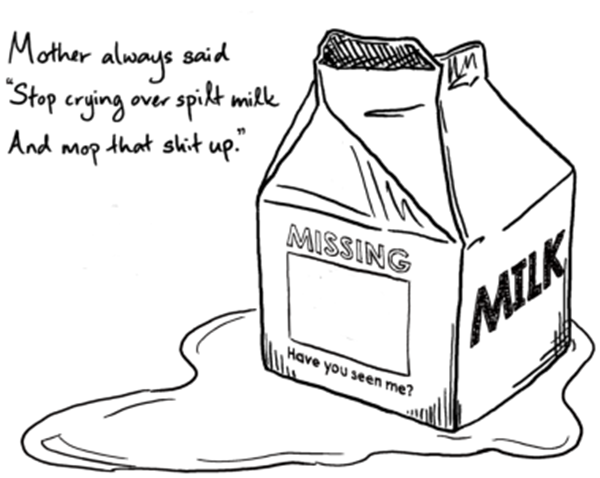 Mother always said
"Stop crying over spilt milk
And mop that shit up."
MISSING
Have you seen me?
MILK